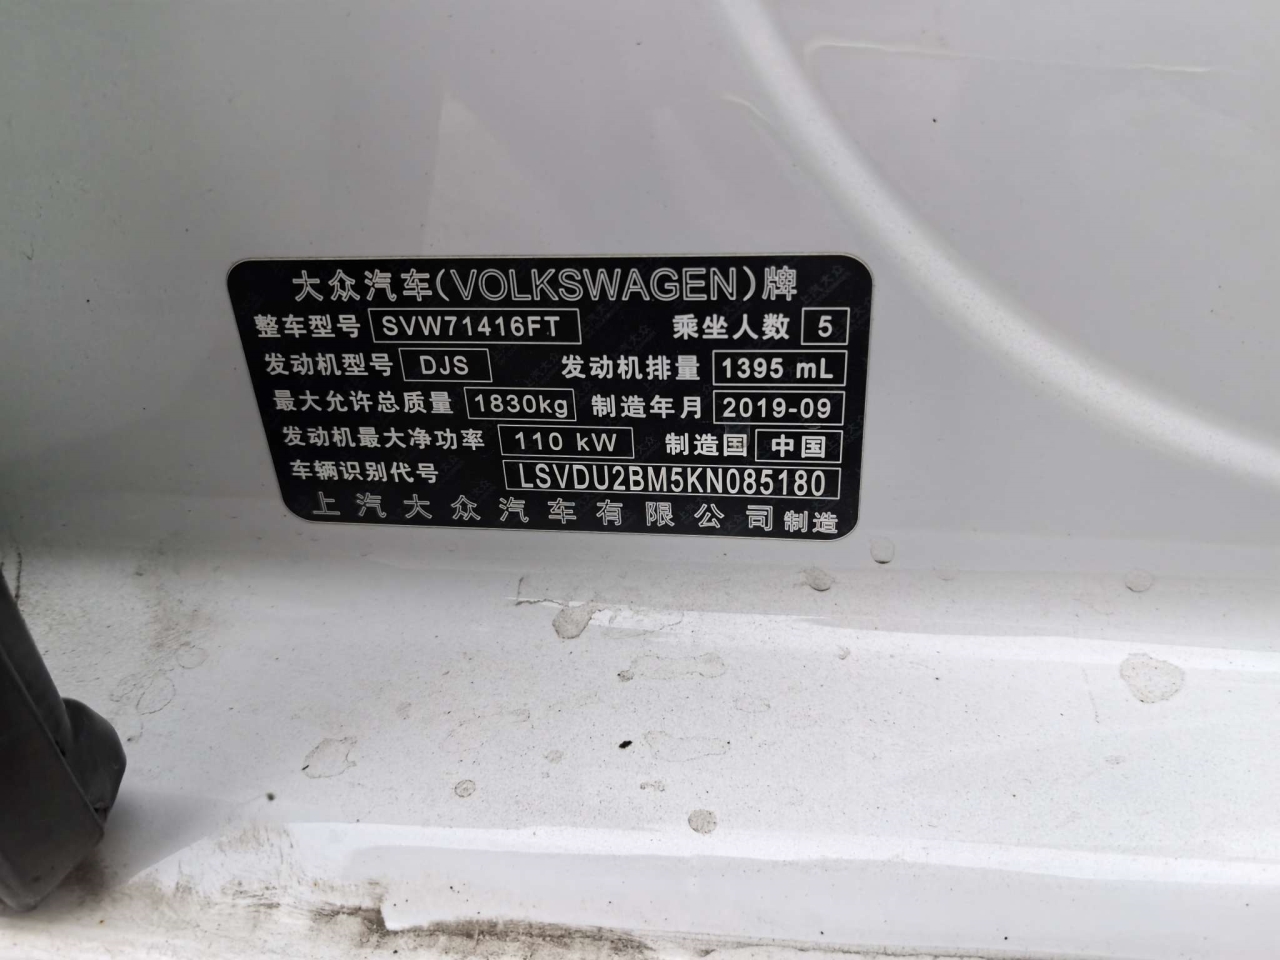 大众汽车(VOLKSWAGEN)牌
整车型号 SVW71416FT 乘坐人数 5
发动机型号 DJS 发动机排量 1395 mL
最大允许总质量 1830kg 制造年月 2019-09
发动机最大净功率 110 kW 制造国 中国
车辆识别代号 LSVDU2BM5KN085180
上汽大众汽车有限公司制造